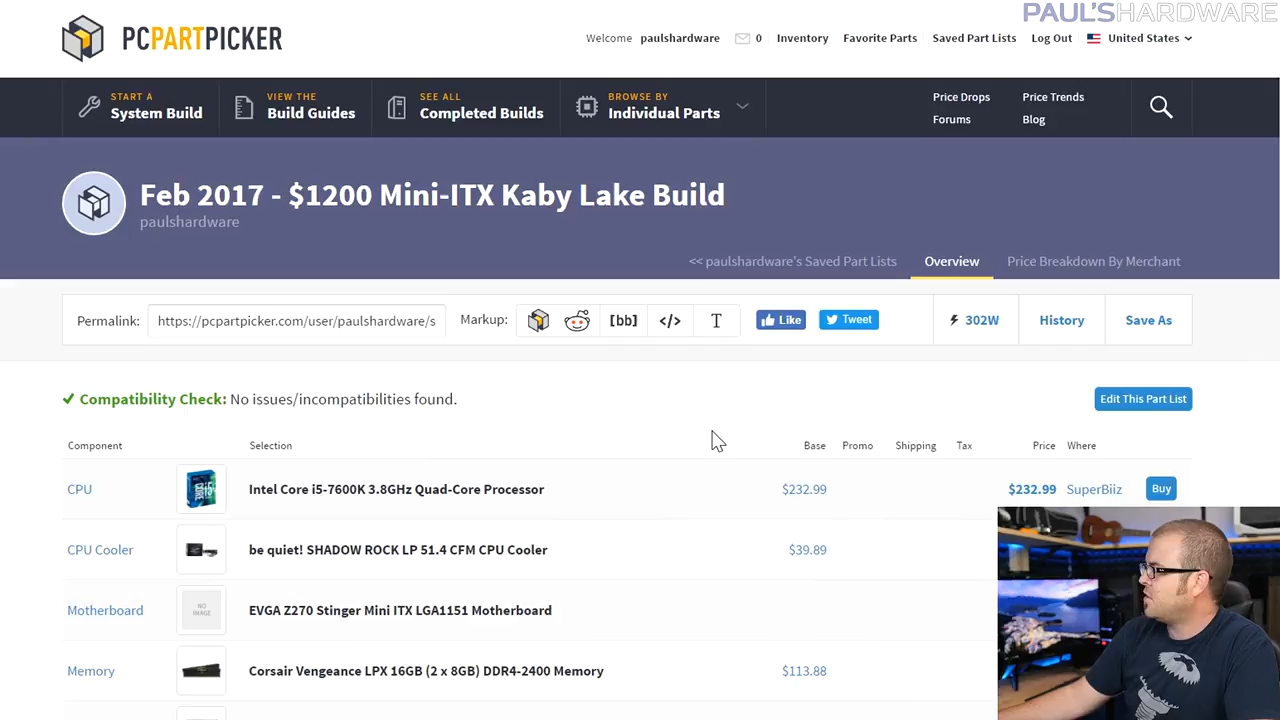 PAUL'SHARDWARE
PCPARTPICKER
Welcome paulshardware 0 Inventory Favorite Parts Saved Part Lists Log Out United States
START A
System Build
VIEW THE
Build Guides
SEE ALL
Completed Builds
BROWSE BY
Individual Parts
Price Drops Price Trends
Forums Blog
Feb 2017 - $1200 Mini-ITX Kaby Lake Build
paulshardware
<< paulshardware's Saved Part Lists Overview Price Breakdown By Merchant
Permalink: https://pcpartpicker.com/user/paulshardware/s Markup: [bb] </> T Like Tweet 302W History Save As
Compatibility Check: No issues/incompatibilities found. Edit This Part List
Component Selection Base Promo Shipping Tax Price Where
CPU Intel Core i5-7600K 3.8GHz Quad-Core Processor $232.99 $232.99 SuperBiiz Buy
CPU Cooler be quiet! SHADOW ROCK LP 51.4 CFM CPU Cooler $39.89
Motherboard NO IMAGE EVGA Z270 Stinger Mini ITX LGA1151 Motherboard
Memory Corsair Vengeance LPX 16GB (2 x 8GB) DDR4-2400 Memory $113.88